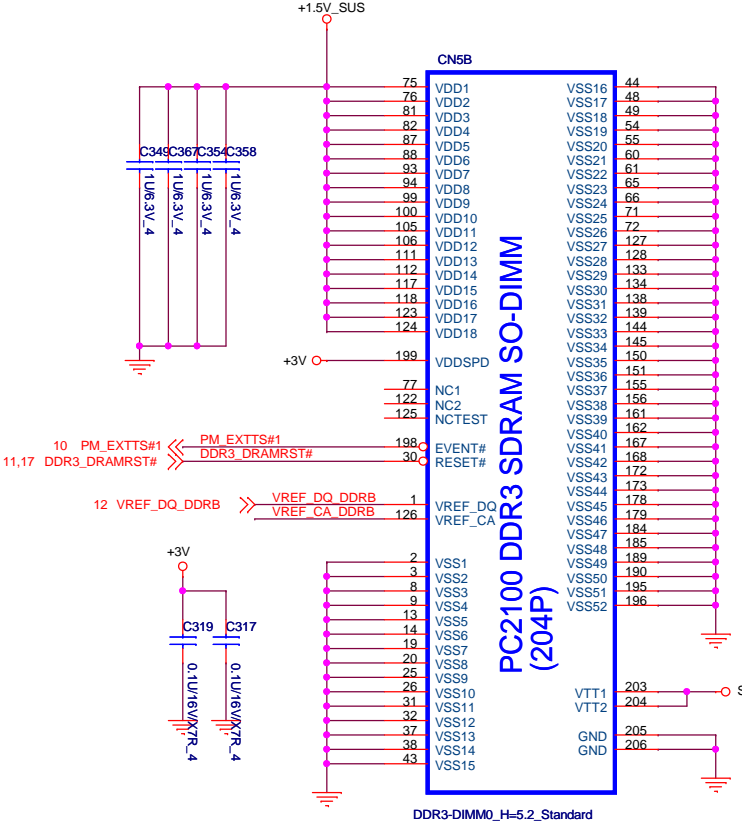 +1.5V_SUS
CN5B
75 VDD1 VSS16 44
76 VDD2 VSS17 48
81 VDD3 VSS18 49
82 VDD4 VSS19 54
87 VDD5 VSS20 55
88 VDD6 VSS21 60
93 VDD7 VSS22 61
94 VDD8 VSS23 65
99 VDD9 VSS24 66
100 VDD10 VSS25 71
105 VDD11 VSS26 72
106 VDD12 VSS27 127
111 VDD13 VSS28 128
112 VDD14 VSS29 133
117 VDD15 VSS30 134
118 VDD16 VSS31 138
123 VDD17 VSS32 139
124 VDD18 VSS33 144
VSS34 145
+3V 199 VDDSPD VSS35 150
VSS36 151
77 NC1 VSS37 155
122 NC2 VSS38 156
125 NCTEST VSS39 161
VSS40 162
198 EVENT# VSS41 167
30 RESET# VSS42 168
VSS43 172
VSS44 173
1 VREF_DQ VSS45 178
126 VREF_CA VSS46 179
VSS47 184
VSS48 185
2 VSS1 VSS49 189
3 VSS2 VSS50 190
8 VSS3 VSS51 195
9 VSS4 VSS52 196
13 VSS5
14 VSS6
19 VSS7
20 VSS8
25 VSS9
26 VSS10 VTT1 203
31 VSS11 VTT2 204
32 VSS12
37 VSS13 GND 205
38 VSS14 GND 206
43 VSS15
C349 C367 C354 C358
1U/6.3V_4
1U/6.3V_4
1U/6.3V_4
1U/6.3V_4
10 PM_EXTTS#1 PM_EXTTS#1
11,17 DDR3_DRAMRST# DDR3_DRAMRST#
12 VREF_DQ_DDRB VREF_DQ_DDRB
VREF_CA_DDRB
+3V
C319 C317
0.1U/16V/X7R_4
0.1U/16V/X7R_4
PC2100 DDR3 SDRAM SO-DIMM
(204P)
DDR3-DIMM0_H=5.2_Standard